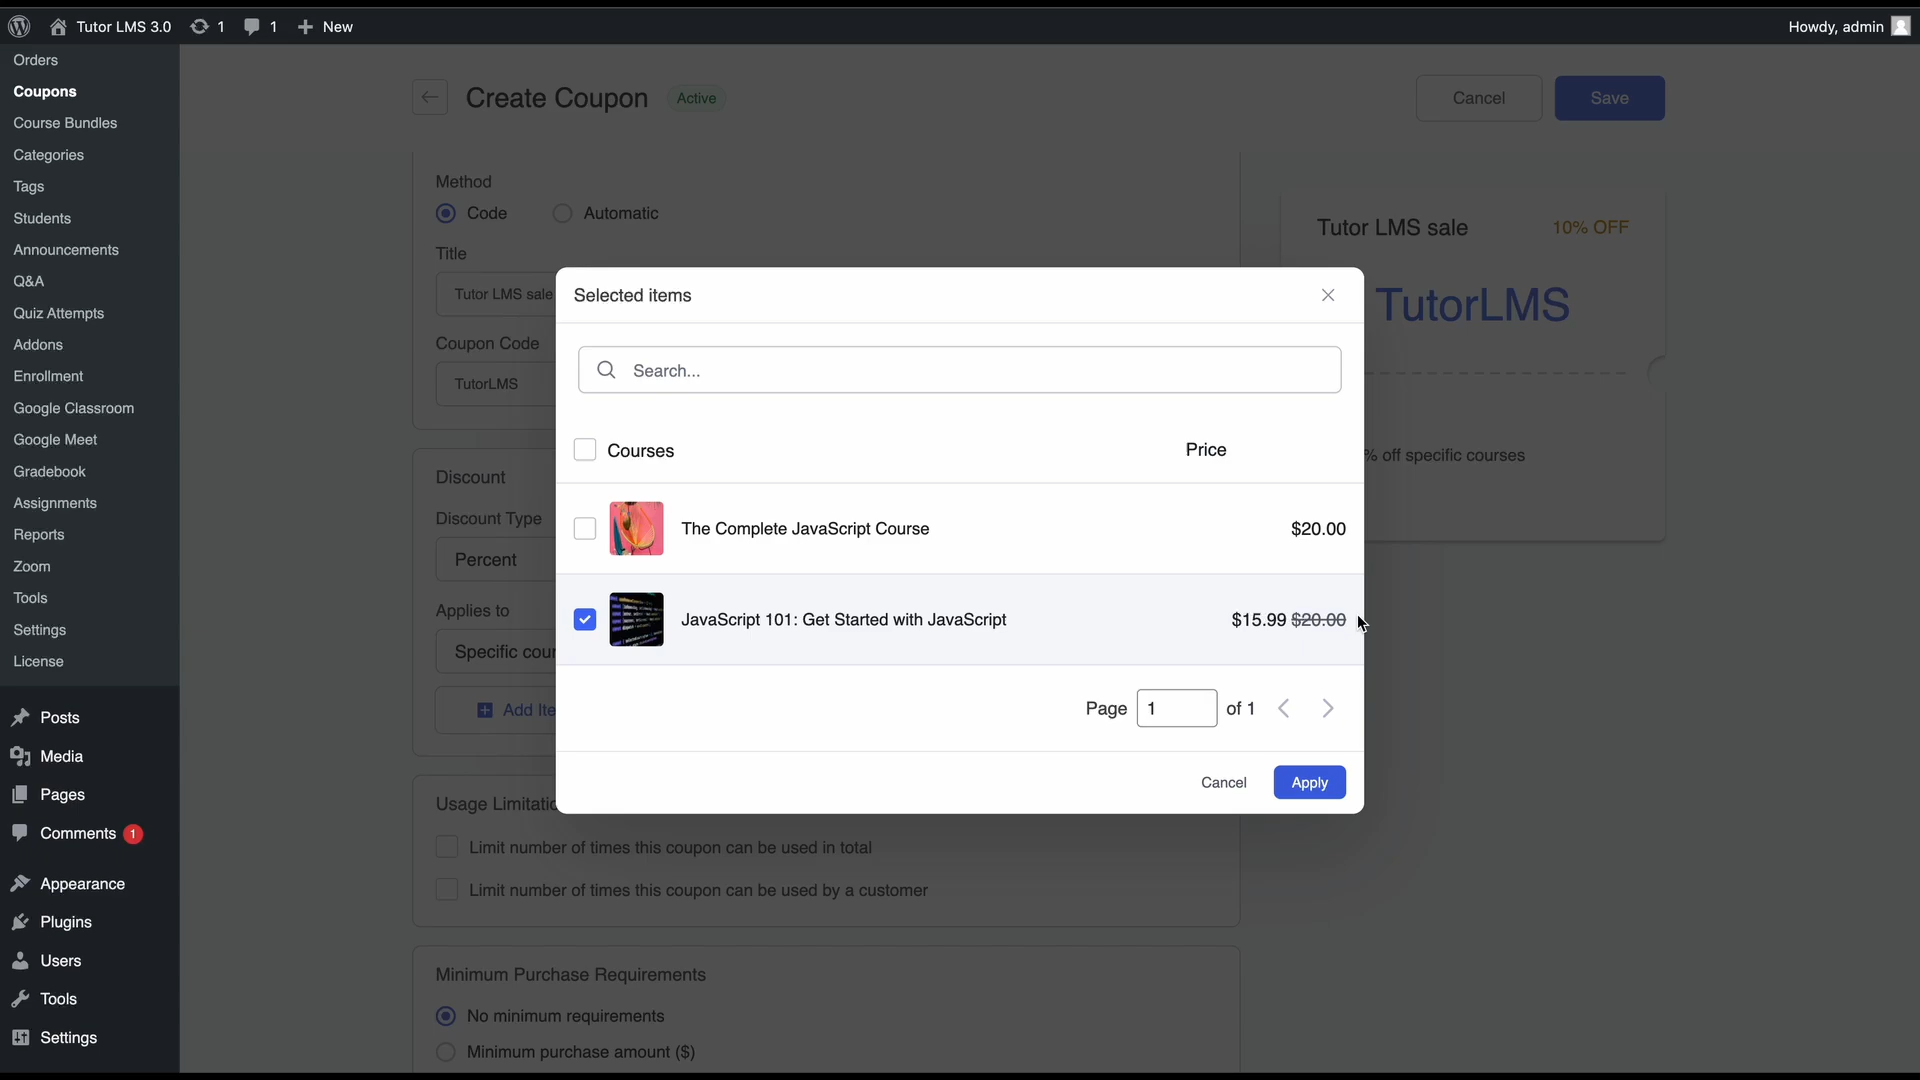 Tutor LMS 3.0
1
1
New
Howdy, admin
Orders
Coupons
Course Bundles
Categories
Tags
Students
Announcements
Q&A
Quiz Attempts
Addons
Enrollment
Google Classroom
Google Meet
Gradebook
Assignments
Reports
Zoom
Tools
Settings
License
Posts
Media
Pages
Comments 1
Appearance
Plugins
Users
Tools
Settings
Create Coupon
Active
Cancel
Save
Method
Code
Automatic
Title
Tutor LMS sale
Coupon Code
TutorLMS
Discount
Discount Type
Percent
Applies to
Specific
Add
Usage
Limit number of times this coupon can be used in total
Limit number of times this coupon can be used by a customer
Minimum Purchase Requirements
No minimum requirements
Minimum purchase amount ($)
Selected items
Search...
Courses
Price
The Complete JavaScript Course
$20.00
JavaScript 101: Get Started with JavaScript
$15.99 $20.00
Page 1 of 1
Cancel
Apply
Tutor LMS sale
10% OFF
TutorLMS
% off specific courses